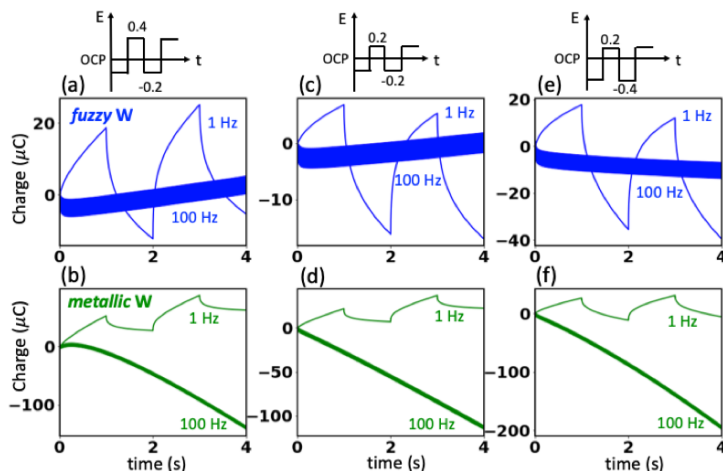 E
0.4
OCP
t
-0.2
E
0.2
OCP
t
-0.2
E
0.2
OCP
t
-0.4
(a)
(c)
(e)
Charge (μC)
20
0
fuzzy W
1 Hz
100 Hz
0 2 4
0
−10
1 Hz
100 Hz
0 2 4
20
0
−20
−40
1 Hz
100 Hz
0 2 4
(b)
(d)
(f)
Charge (μC)
0
−100
metallic W
1 Hz
100 Hz
0 2 4
time (s)
0
−50
−100
1 Hz
100 Hz
0 2 4
time (s)
0
−100
−200
1 Hz
100 Hz
0 2 4
time (s)